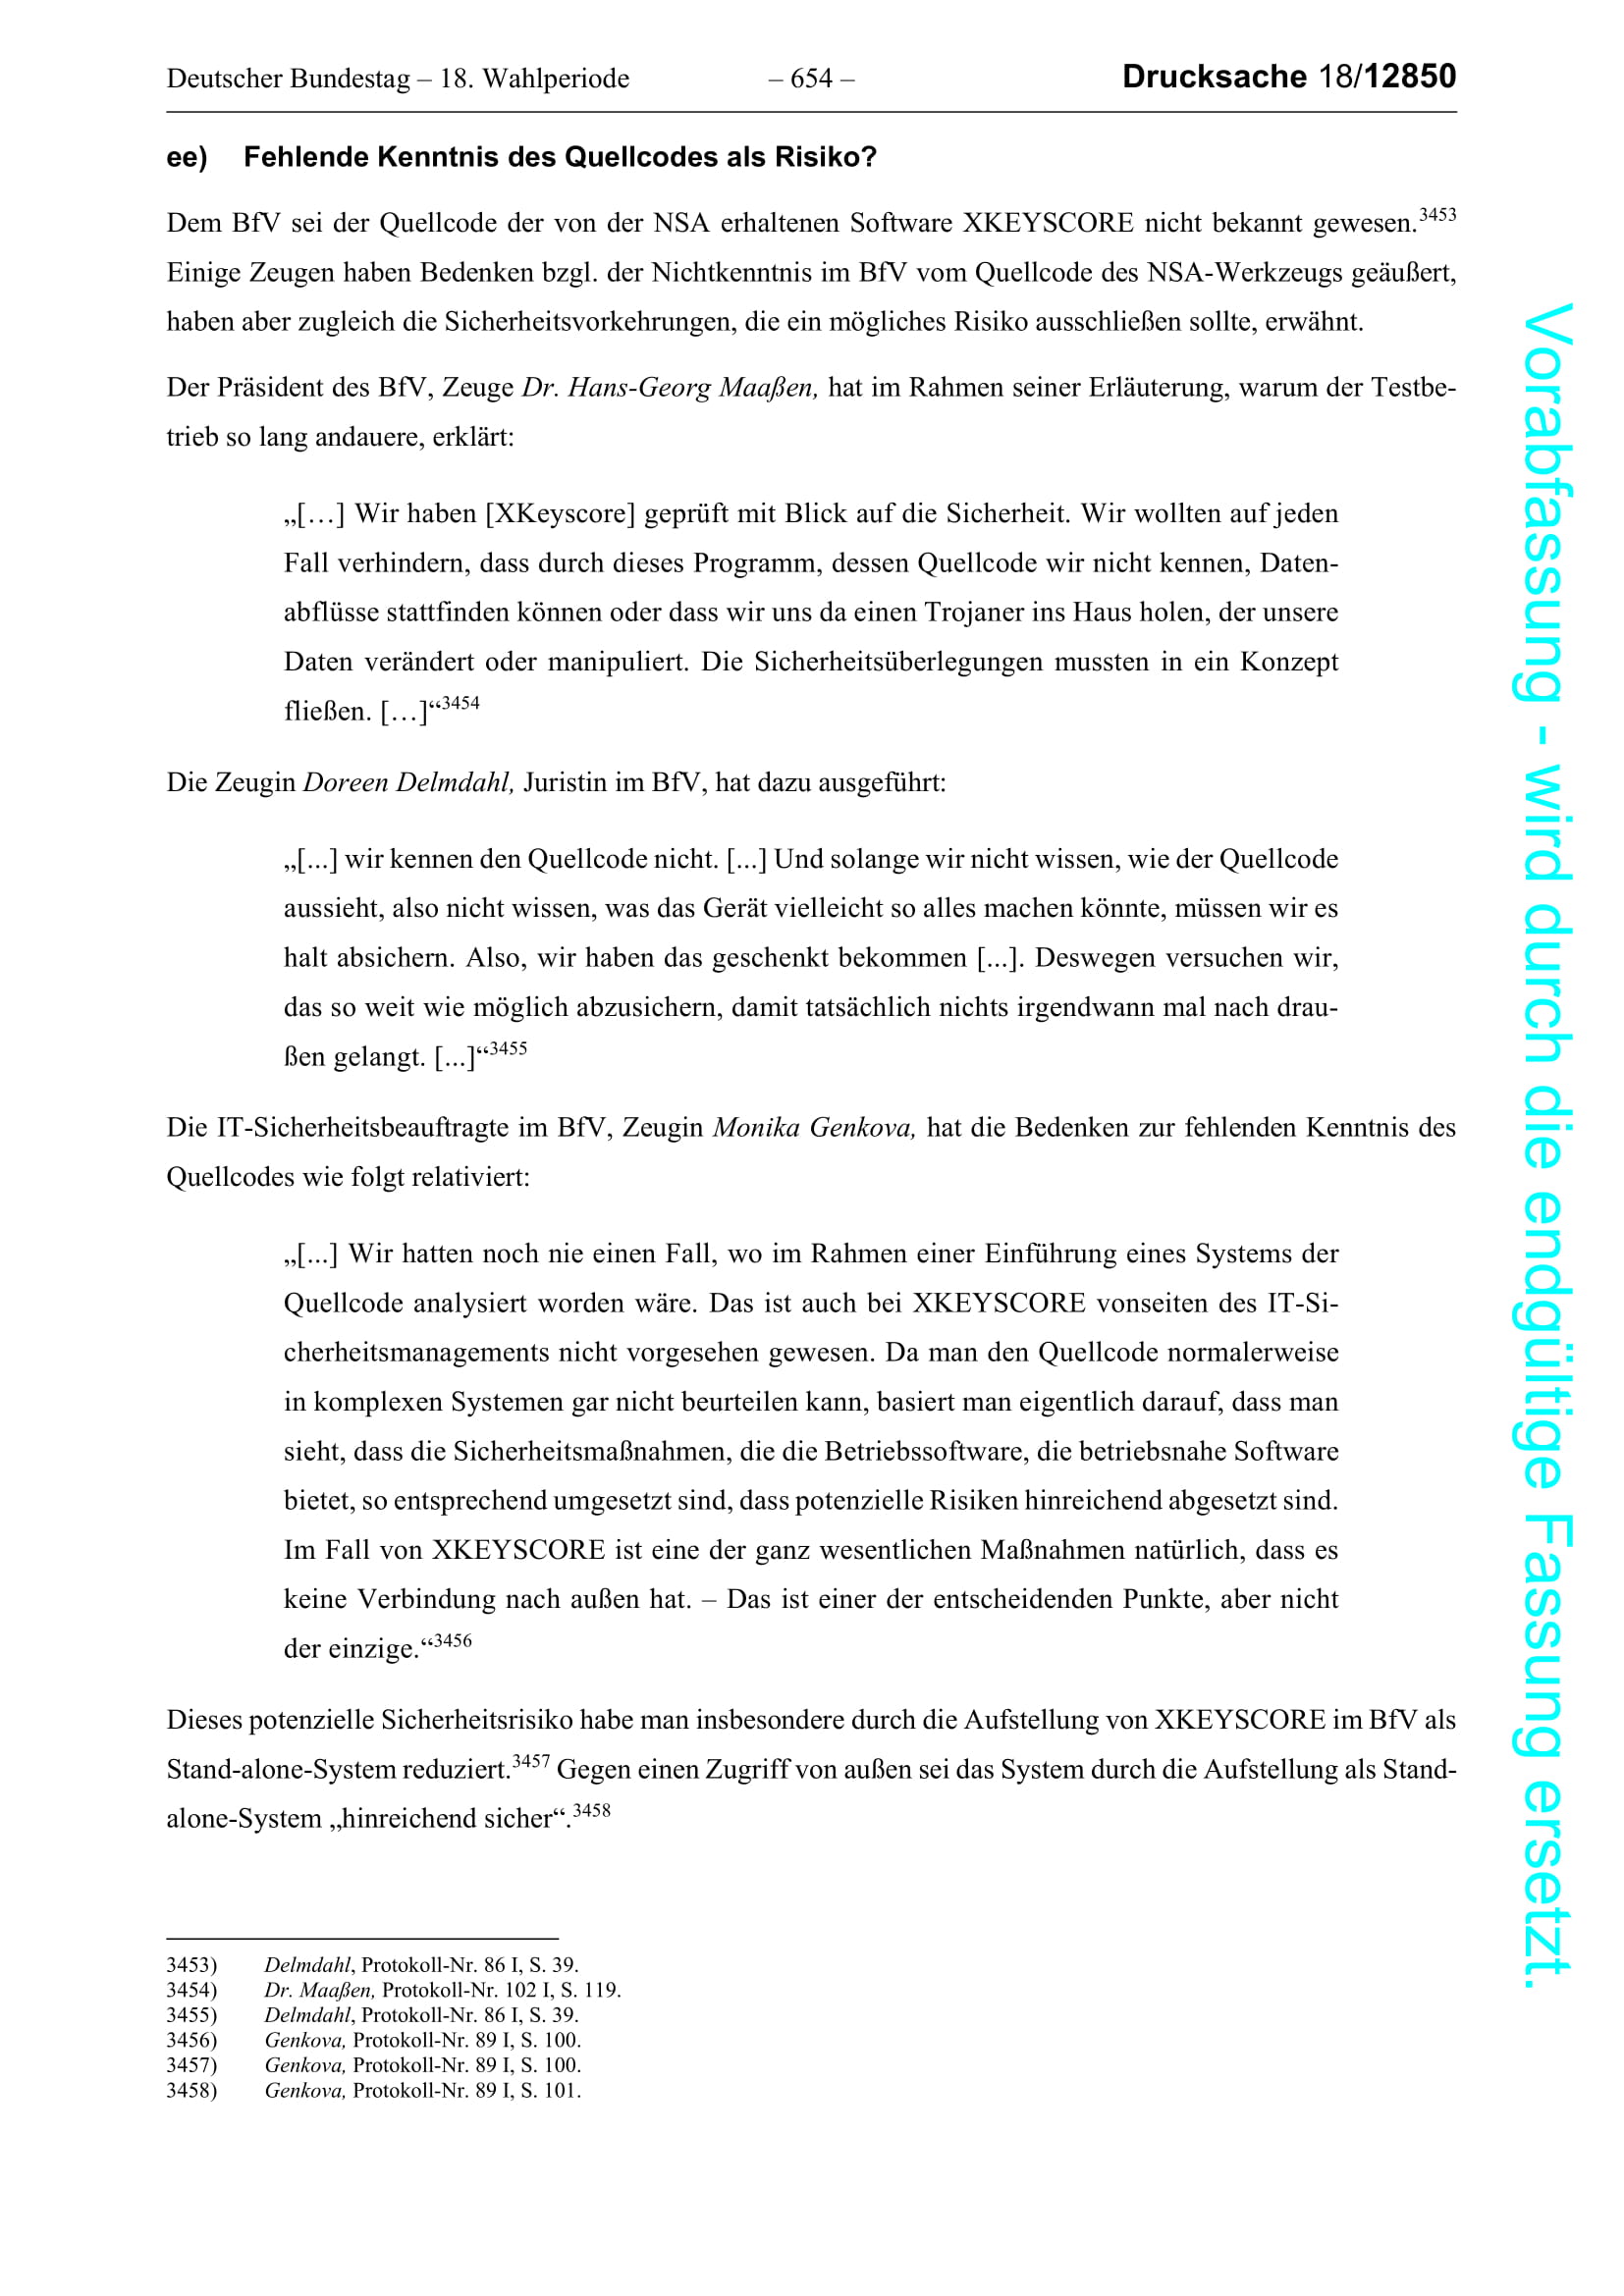 Deutscher Bundestag – 18. Wahlperiode – 654 – Drucksache 18/12850
ee) Fehlende Kenntnis des Quellcodes als Risiko?
Dem BfV sei der Quellcode der von der NSA erhaltenen Software XKEYSCORE nicht bekannt gewesen.3453
Einige Zeugen haben Bedenken bzgl. der Nichtkenntnis im BfV vom Quellcode des NSA-Werkzeugs geäußert,
haben aber zugleich die Sicherheitsvorkehrungen, die ein mögliches Risiko ausschließen sollte, erwähnt.
Der Präsident des BfV, Zeuge Dr. Hans-Georg Maaßen, hat im Rahmen seiner Erläuterung, warum der Testbe-
trieb so lang andauere, erklärt:
„[…] Wir haben [XKeyscore] geprüft mit Blick auf die Sicherheit. Wir wollten auf jeden
Fall verhindern, dass durch dieses Programm, dessen Quellcode wir nicht kennen, Daten-
abflüsse stattfinden können oder dass wir uns da einen Trojaner ins Haus holen, der unsere
Daten verändert oder manipuliert. Die Sicherheitsüberlegungen mussten in ein Konzept
fließen. […]“3454
Die Zeugin Doreen Delmdahl, Juristin im BfV, hat dazu ausgeführt:
„[...] wir kennen den Quellcode nicht. [...] Und solange wir nicht wissen, wie der Quellcode
aussieht, also nicht wissen, was das Gerät vielleicht so alles machen könnte, müssen wir es
halt absichern. Also, wir haben das geschenkt bekommen [...]. Deswegen versuchen wir,
das so weit wie möglich abzusichern, damit tatsächlich nichts irgendwann mal nach drau-
ßen gelangt. [...]“3455
Die IT-Sicherheitsbeauftragte im BfV, Zeugin Monika Genkova, hat die Bedenken zur fehlenden Kenntnis des
Quellcodes wie folgt relativiert:
„[...] Wir hatten noch nie einen Fall, wo im Rahmen einer Einführung eines Systems der
Quellcode analysiert worden wäre. Das ist auch bei XKEYSCORE vonseiten des IT-Si-
cherheitsmanagements nicht vorgesehen gewesen. Da man den Quellcode normalerweise
in komplexen Systemen gar nicht beurteilen kann, basiert man eigentlich darauf, dass man
sieht, dass die Sicherheitsmaßnahmen, die die Betriebssoftware, die betriebsnahe Software
bietet, so entsprechend umgesetzt sind, dass potenzielle Risiken hinreichend abgesetzt sind.
Im Fall von XKEYSCORE ist eine der ganz wesentlichen Maßnahmen natürlich, dass es
keine Verbindung nach außen hat. – Das ist einer der entscheidenden Punkte, aber nicht
der einzige.“3456
Dieses potenzielle Sicherheitsrisiko habe man insbesondere durch die Aufstellung von XKEYSCORE im BfV als
Stand-alone-System reduziert.3457 Gegen einen Zugriff von außen sei das System durch die Aufstellung als Stand-
alone-System „hinreichend sicher“.3458
3453) Delmdahl, Protokoll-Nr. 86 I, S. 39.
3454) Dr. Maaßen, Protokoll-Nr. 102 I, S. 119.
3455) Delmdahl, Protokoll-Nr. 86 I, S. 39.
3456) Genkova, Protokoll-Nr. 89 I, S. 100.
3457) Genkova, Protokoll-Nr. 89 I, S. 100.
3458) Genkova, Protokoll-Nr. 89 I, S. 101.
Vorabfassung - wird durch die endgültige Fassung ersetzt.